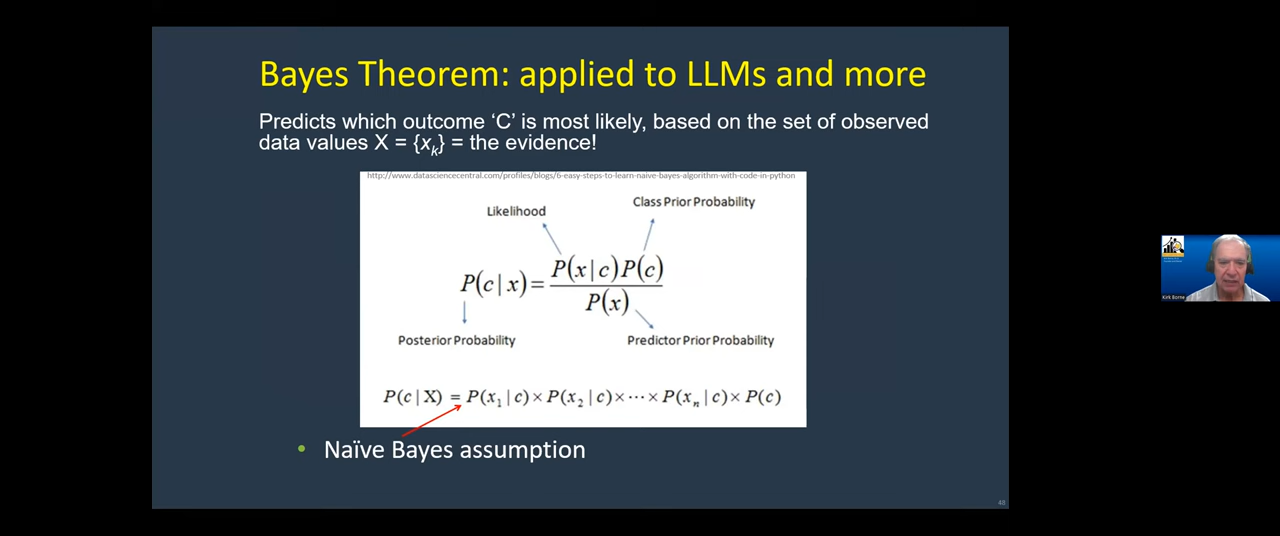 Bayes Theorem: applied to LLMs and more
Predicts which outcome ‘C’ is most likely, based on the set of observed
data values X = {xₖ} = the evidence!
http://www.datasciencecentral.com/profiles/blogs/6-easy-steps-to-learn-naive-bayes-algorithm-with-code-in-python
Likelihood
Class Prior Probability
P(c | x) = P(x | c)P(c) / P(x)
Posterior Probability
Predictor Prior Probability
P(c | X) = P(x₁ | c) × P(x₂ | c) × ··· × P(xₙ | c) × P(c)
• Naïve Bayes assumption
48
Kirk Borne